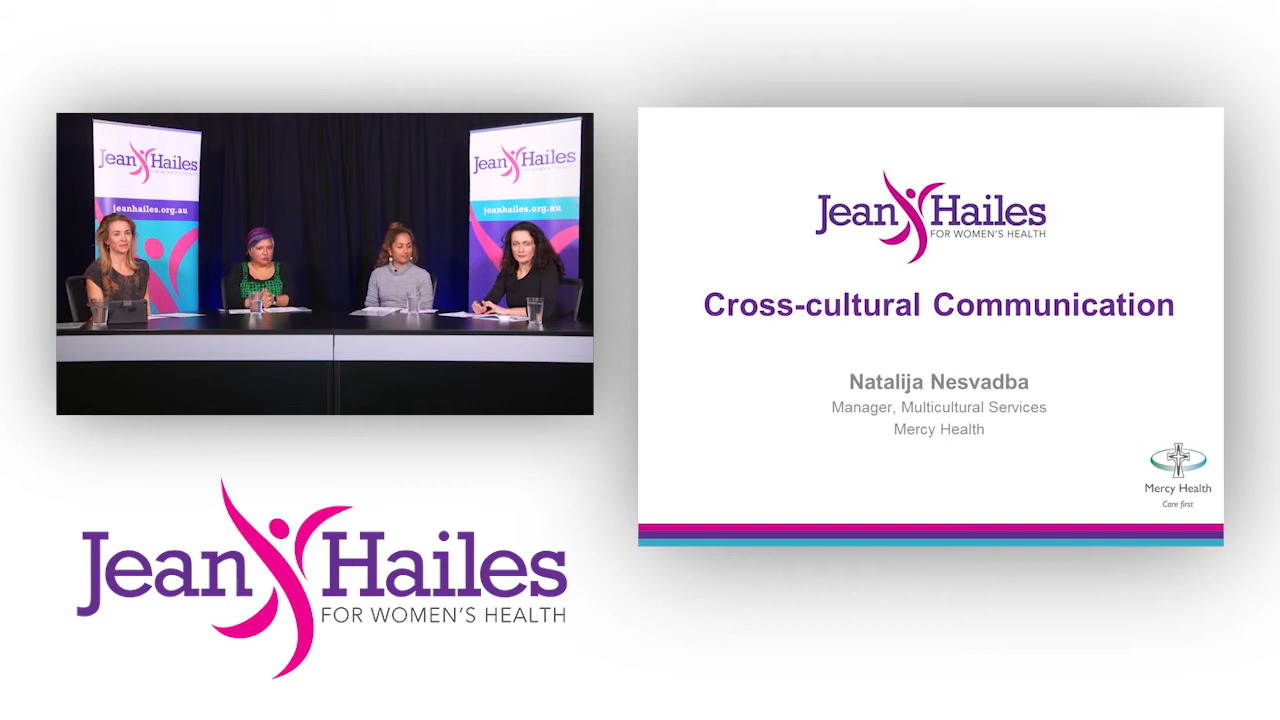 Jean Hailes
FOR WOMEN'S HEALTH
jeanhailes.org.au
Jean Hailes
FOR WOMEN'S HEALTH
jeanhailes.org.au
Jean Hailes
FOR WOMEN'S HEALTH
Jean Hailes
FOR WOMEN'S HEALTH
Cross-cultural Communication
Natalija Nesvadba
Manager, Multicultural Services
Mercy Health
Mercy Health
Care first